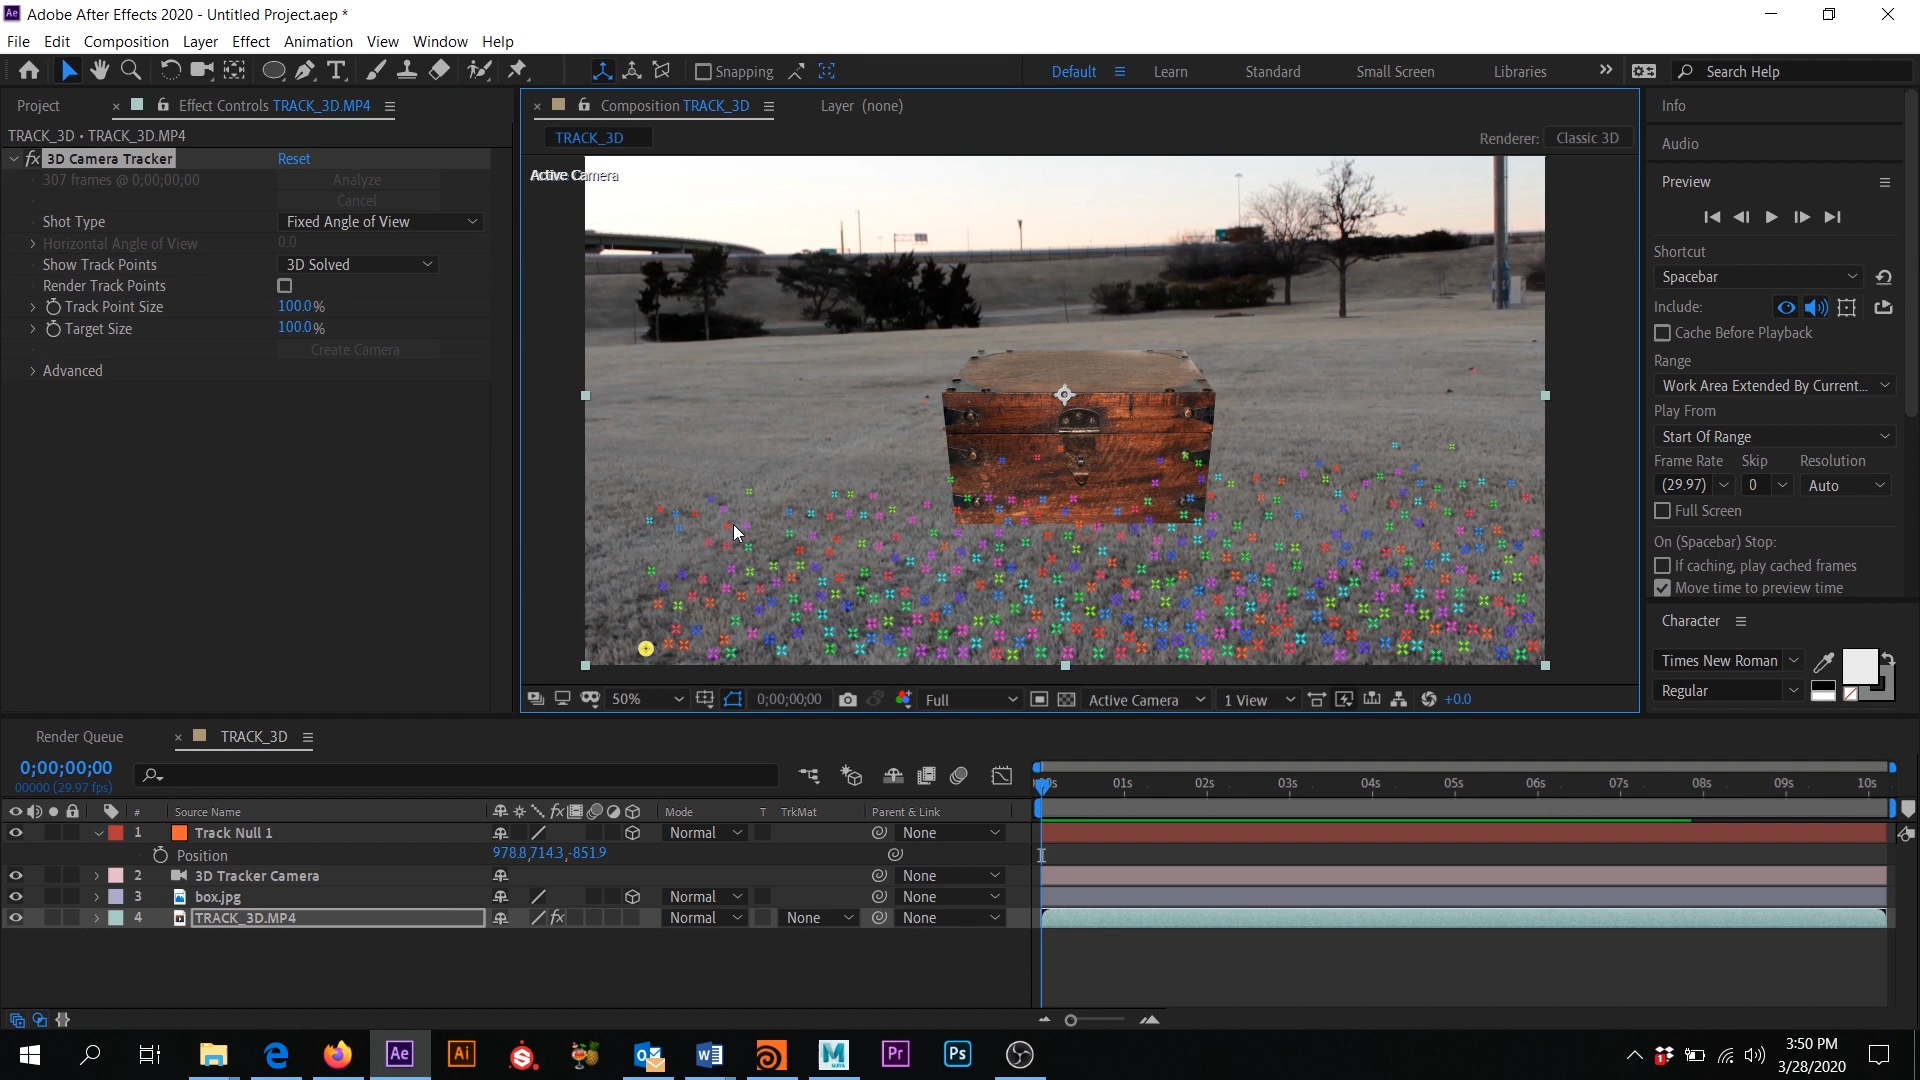 Adobe After Effects 2020 - Untitled Project.aep *
File Edit Composition Layer Effect Animation View Window Help
Snapping
Default Learn Standard Small Screen Libraries Search Help
Project Effect Controls TRACK_3D.MP4
TRACK_3D • TRACK_3D.MP4
fx 3D Camera Tracker Reset
307 frames @ 0;00;00;00 Analyze
Cancel
Shot Type Fixed Angle of View
Horizontal Angle of View 0.0
Show Track Points 3D Solved
Render Track Points
Track Point Size 100.0%
Target Size 100.0%
Create Camera
Advanced
Composition TRACK_3D Layer (none)
TRACK_3D Renderer: Classic 3D
Active Camera
50% 0;00;00;00 Full Active Camera 1 View +0.0
Info
Audio
Preview
Shortcut
Spacebar
Include:
Cache Before Playback
Range
Work Area Extended By Current...
Play From
Start Of Range
Frame Rate Skip Resolution
(29.97) 0 Auto
Full Screen
On (Spacebar) Stop:
If caching, play cached frames
Move time to preview time
Character
Times New Roman
Regular
Render Queue TRACK_3D
0;00;00;00
00000 (29.97 fps)
01s 02s 03s 04s 05s 06s 07s 08s 09s 10s
# Source Name fx Mode T TrkMat Parent & Link
1 Track Null 1 Normal None
Position 978.8,714.3,-851.9
2 3D Tracker Camera None
3 box.jpg Normal None
4 TRACK_3D.MP4 fx Normal None None
Ae Ai Pr Ps
3:50 PM
3/28/2020